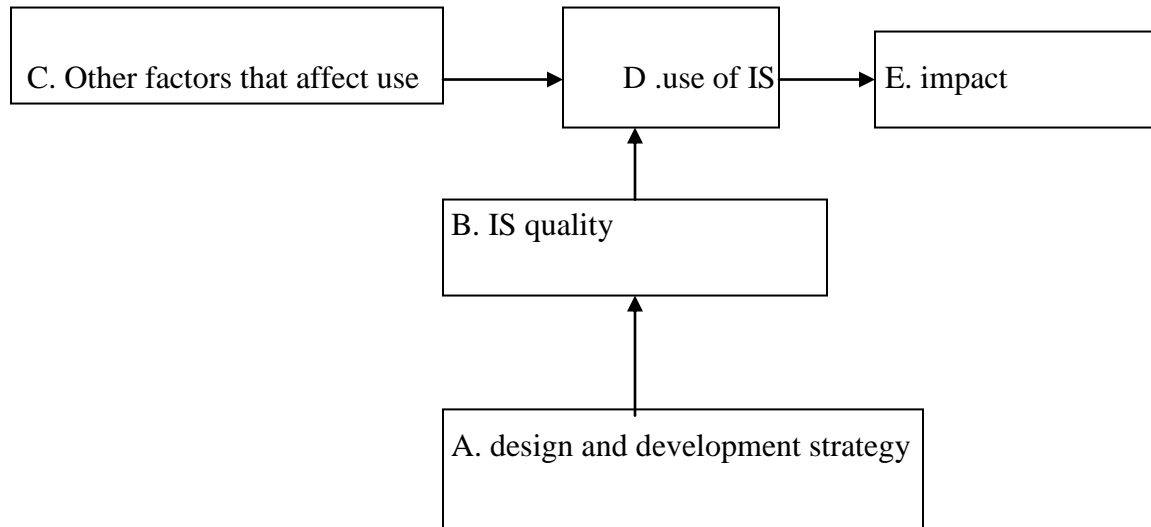 C. Other factors that affect use
D .use of IS
E. impact
B. IS quality
A. design and development strategy